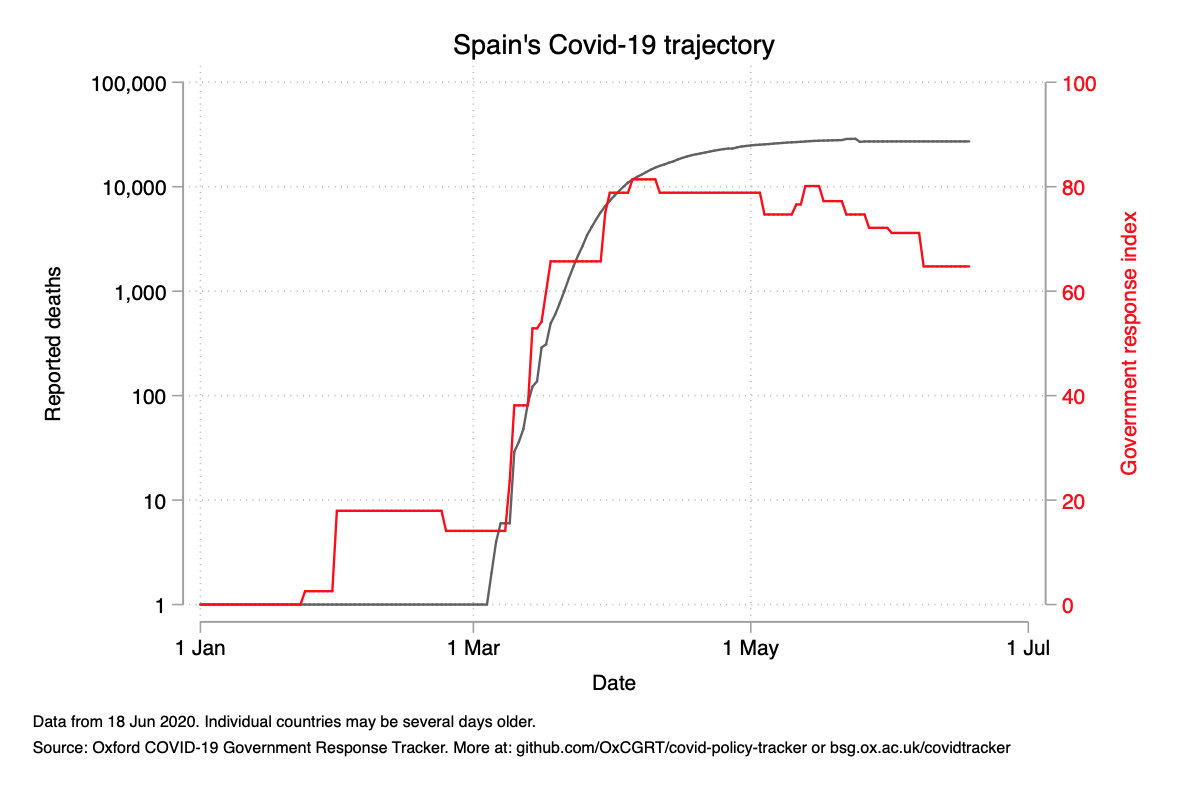 Spain's Covid-19 trajectory
100,000
10,000
1,000
100
10
1
Reported deaths
100
80
60
40
20
0
Government response index
1 Jan
1 Mar
1 May
1 Jul
Date
Data from 18 Jun 2020. Individual countries may be several days older.
Source: Oxford COVID-19 Government Response Tracker. More at: github.com/OxCGRT/covid-policy-tracker or bsg.ox.ac.uk/covidtracker